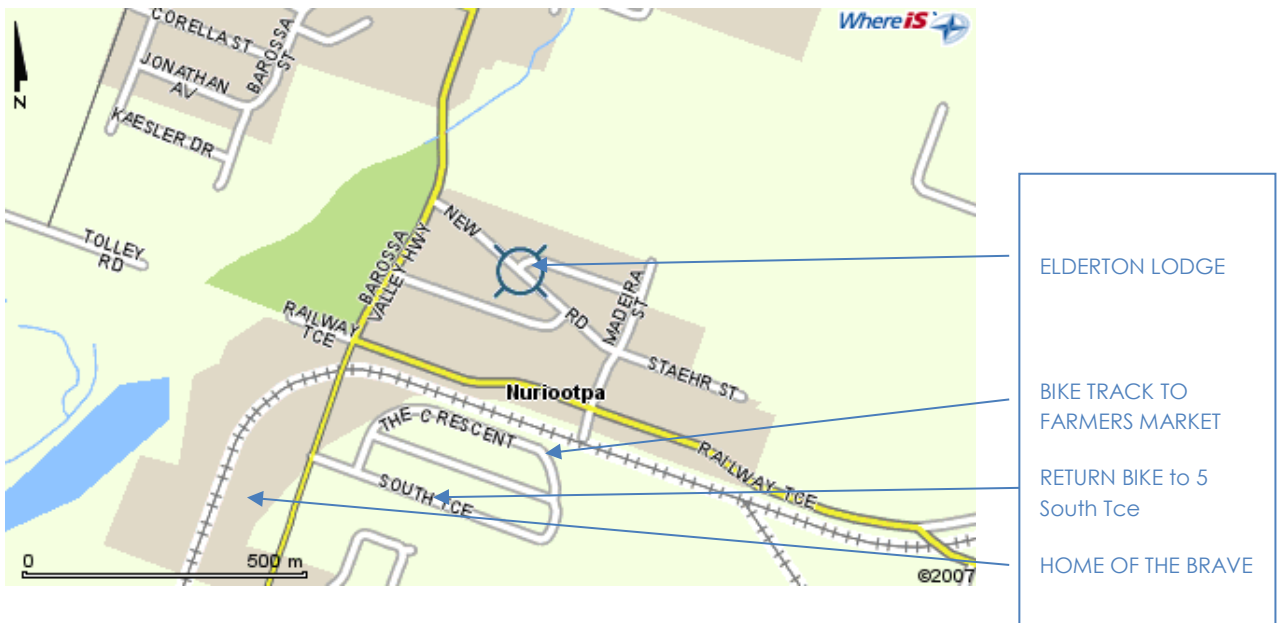 CORELLA ST
BAROSSA
ST
Where iS
JONATHAN
AV
N
KAESLER DR
TOLLEY
RD
NEW
BAROSSA
VALLEY HWY
RD
MADEIRA
ST
RAILWAY
TCE
STAEHR ST
Nuriootpa
THE CRESCENT
SOUTH TCE
RAILWAY TCE
0
500 m
©2007
ELDERTON LODGE
BIKE TRACK TO
FARMERS MARKET
RETURN BIKE to 5
South Tce
HOME OF THE BRAVE